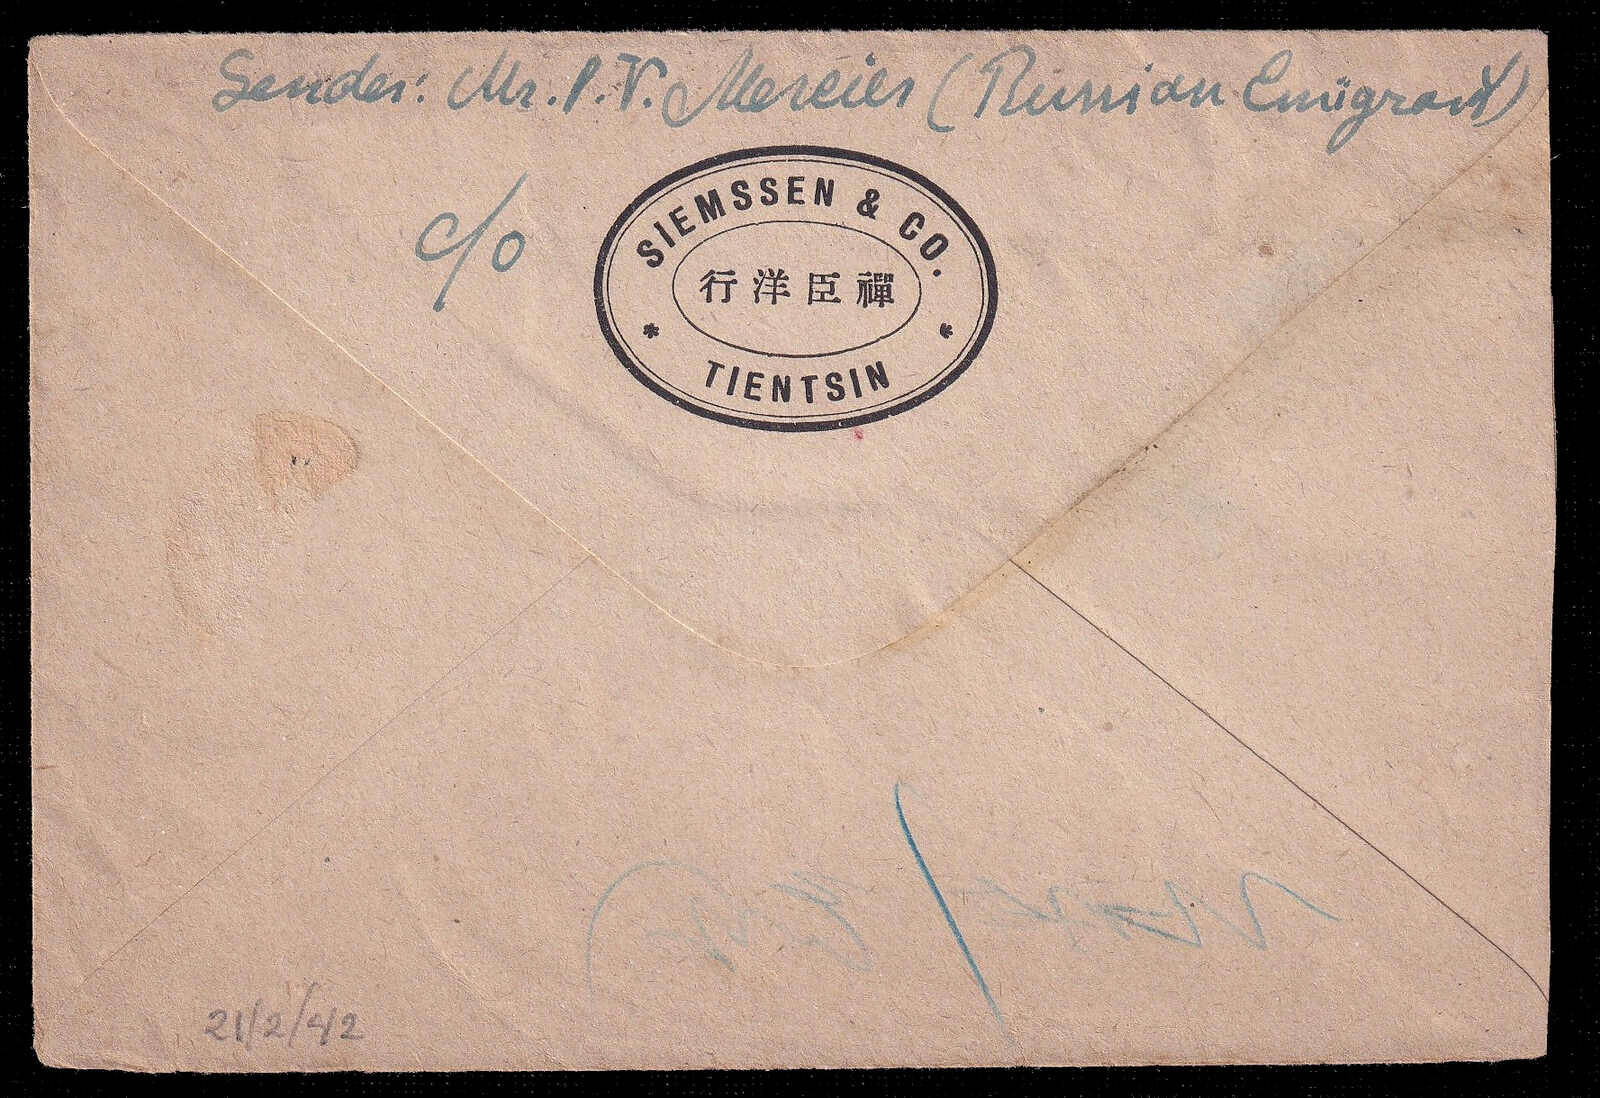 Sender: Mr. P. V. Mercier (Russian Emigrant)
c/o
SIEMSSEN & CO.
行洋臣禪
* *
TIENTSIN
21/2/42